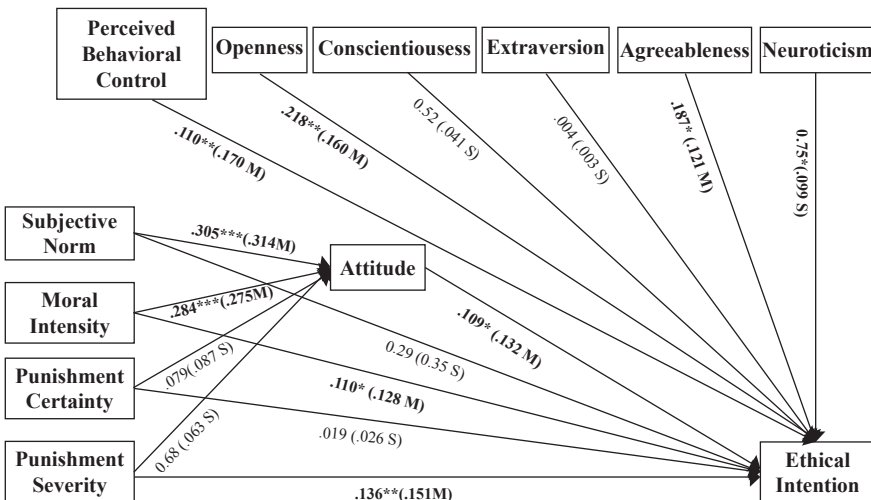 Perceived
Behavioral
Control
Openness
Conscientiousess
Extraversion
Agreeableness
Neuroticism
.110**(.170 M)
.218**(.160 M)
0.52 (.041 S)
.004 (.003 S)
.187* (.121 M)
0.75*(.099 S)
Subjective
Norm
.305***(.314M)
Attitude
Moral
Intensity
.284***(.275M)
.109* (.132 M)
.079(.087 S)
0.29 (0.35 S)
Punishment
Certainty
.110* (.128 M)
0.68 (.063 S)
.019 (.026 S)
Punishment
Severity
.136**(.151M)
Ethical
Intention